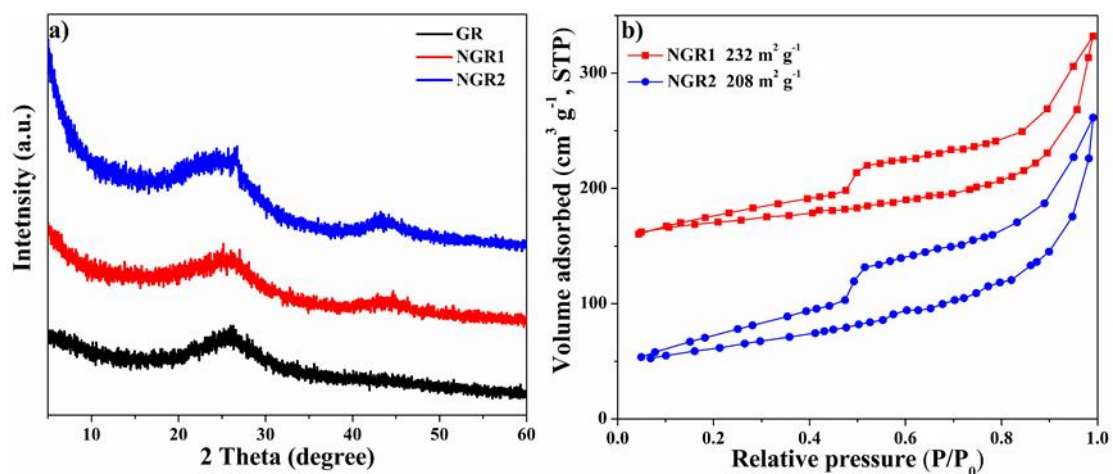 a)
GR
NGR1
NGR2
Intetnsity (a.u.)
10 20 30 40 50 60
2 Theta (degree)
b)
NGR1 232 m² g⁻¹
NGR2 208 m² g⁻¹
Volume adsorbed (cm³ g⁻¹, STP)
300
200
100
0
0.0 0.2 0.4 0.6 0.8 1.0
Relative pressure (P/P₀)